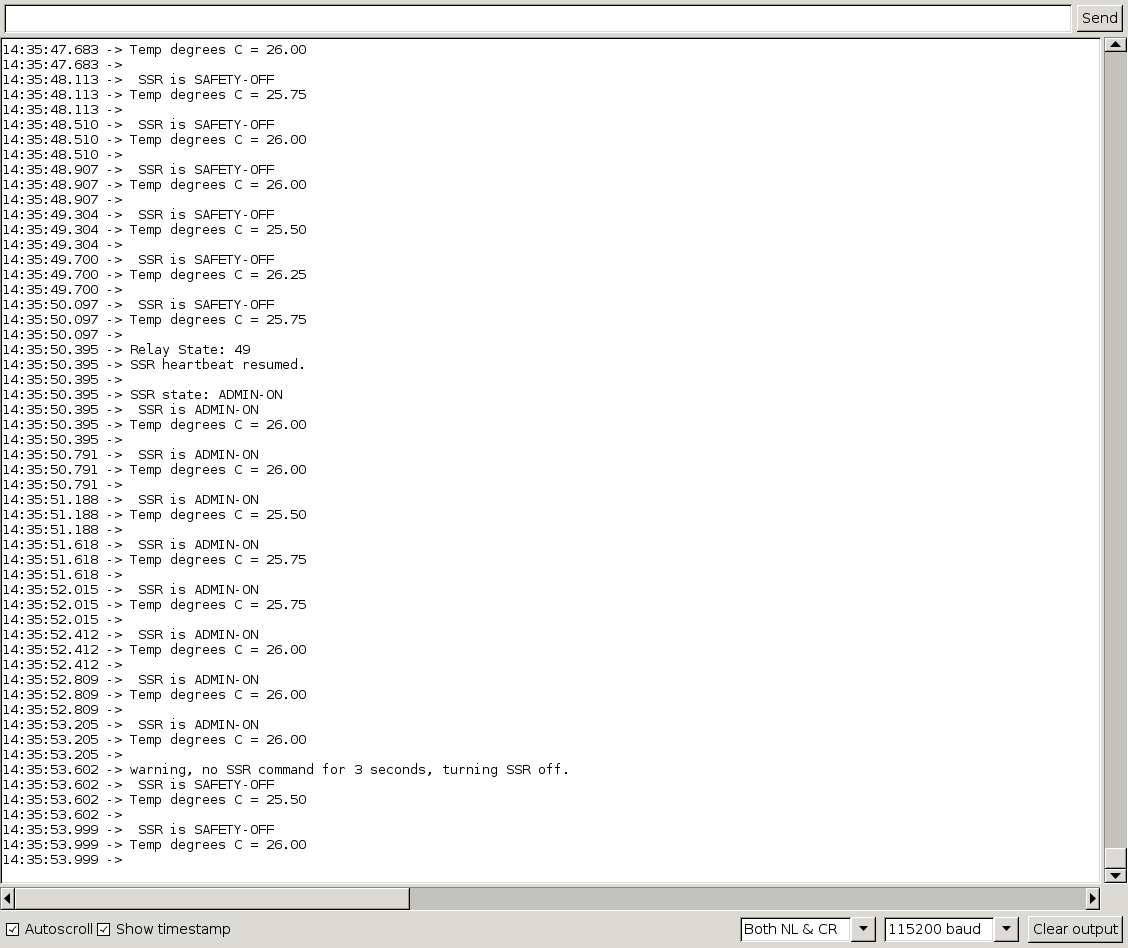 Send
14:35:47.683 -> Temp degrees C = 26.00
14:35:47.683 ->
14:35:48.113 ->  SSR is SAFETY-OFF
14:35:48.113 -> Temp degrees C = 25.75
14:35:48.113 ->
14:35:48.510 ->  SSR is SAFETY-OFF
14:35:48.510 -> Temp degrees C = 26.00
14:35:48.510 ->
14:35:48.907 ->  SSR is SAFETY-OFF
14:35:48.907 -> Temp degrees C = 26.00
14:35:48.907 ->
14:35:49.304 ->  SSR is SAFETY-OFF
14:35:49.304 -> Temp degrees C = 25.50
14:35:49.304 ->
14:35:49.700 ->  SSR is SAFETY-OFF
14:35:49.700 -> Temp degrees C = 26.25
14:35:49.700 ->
14:35:50.097 ->  SSR is SAFETY-OFF
14:35:50.097 -> Temp degrees C = 25.75
14:35:50.097 ->
14:35:50.395 -> Relay State: 49
14:35:50.395 -> SSR heartbeat resumed.
14:35:50.395 ->
14:35:50.395 -> SSR state: ADMIN-ON
14:35:50.395 ->  SSR is ADMIN-ON
14:35:50.395 -> Temp degrees C = 26.00
14:35:50.395 ->
14:35:50.791 ->  SSR is ADMIN-ON
14:35:50.791 -> Temp degrees C = 26.00
14:35:50.791 ->
14:35:51.188 ->  SSR is ADMIN-ON
14:35:51.188 -> Temp degrees C = 25.50
14:35:51.188 ->
14:35:51.618 ->  SSR is ADMIN-ON
14:35:51.618 -> Temp degrees C = 25.75
14:35:51.618 ->
14:35:52.015 ->  SSR is ADMIN-ON
14:35:52.015 -> Temp degrees C = 25.75
14:35:52.015 ->
14:35:52.412 ->  SSR is ADMIN-ON
14:35:52.412 -> Temp degrees C = 26.00
14:35:52.412 ->
14:35:52.809 ->  SSR is ADMIN-ON
14:35:52.809 -> Temp degrees C = 26.00
14:35:52.809 ->
14:35:53.205 ->  SSR is ADMIN-ON
14:35:53.205 -> Temp degrees C = 26.00
14:35:53.205 ->
14:35:53.602 -> warning, no SSR command for 3 seconds, turning SSR off.
14:35:53.602 ->  SSR is SAFETY-OFF
14:35:53.602 -> Temp degrees C = 25.50
14:35:53.602 ->
14:35:53.999 ->  SSR is SAFETY-OFF
14:35:53.999 -> Temp degrees C = 26.00
14:35:53.999 ->
Autoscroll Show timestamp Both NL & CR 115200 baud Clear output